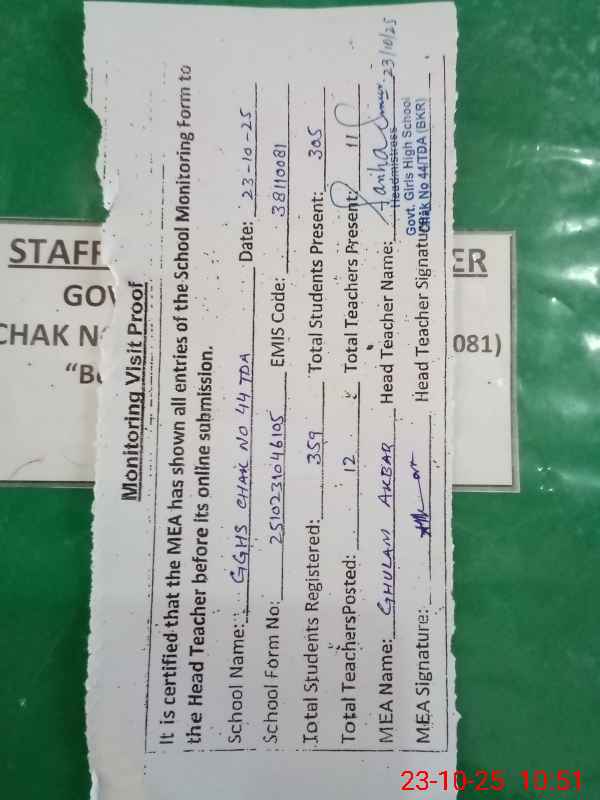 STAFF
ER
GOV
CHAK N
081)
"B
Monitoring Visit Proof
It is certified that the MEA has shown all entries of the School Monitoring Form to
the Head Teacher before its online submission.
School Name: GGHS CHAK NO 44 TDA Date: 23-10-25
School Form No: 2510231046105 EMIS Code: 38110081
Total Students Registered: 359 Total Students Present: 305
Total Teachers Posted: 12 Total Teachers Present: 11
MEA Name: GHULAM AKBAR Head Teacher Name:
23/10/25
Headmistress
MEA Signature: Head Teacher Signature
Govt. Girls High School
Chak No 44/TDA (BKR)
23-10-25 10:51